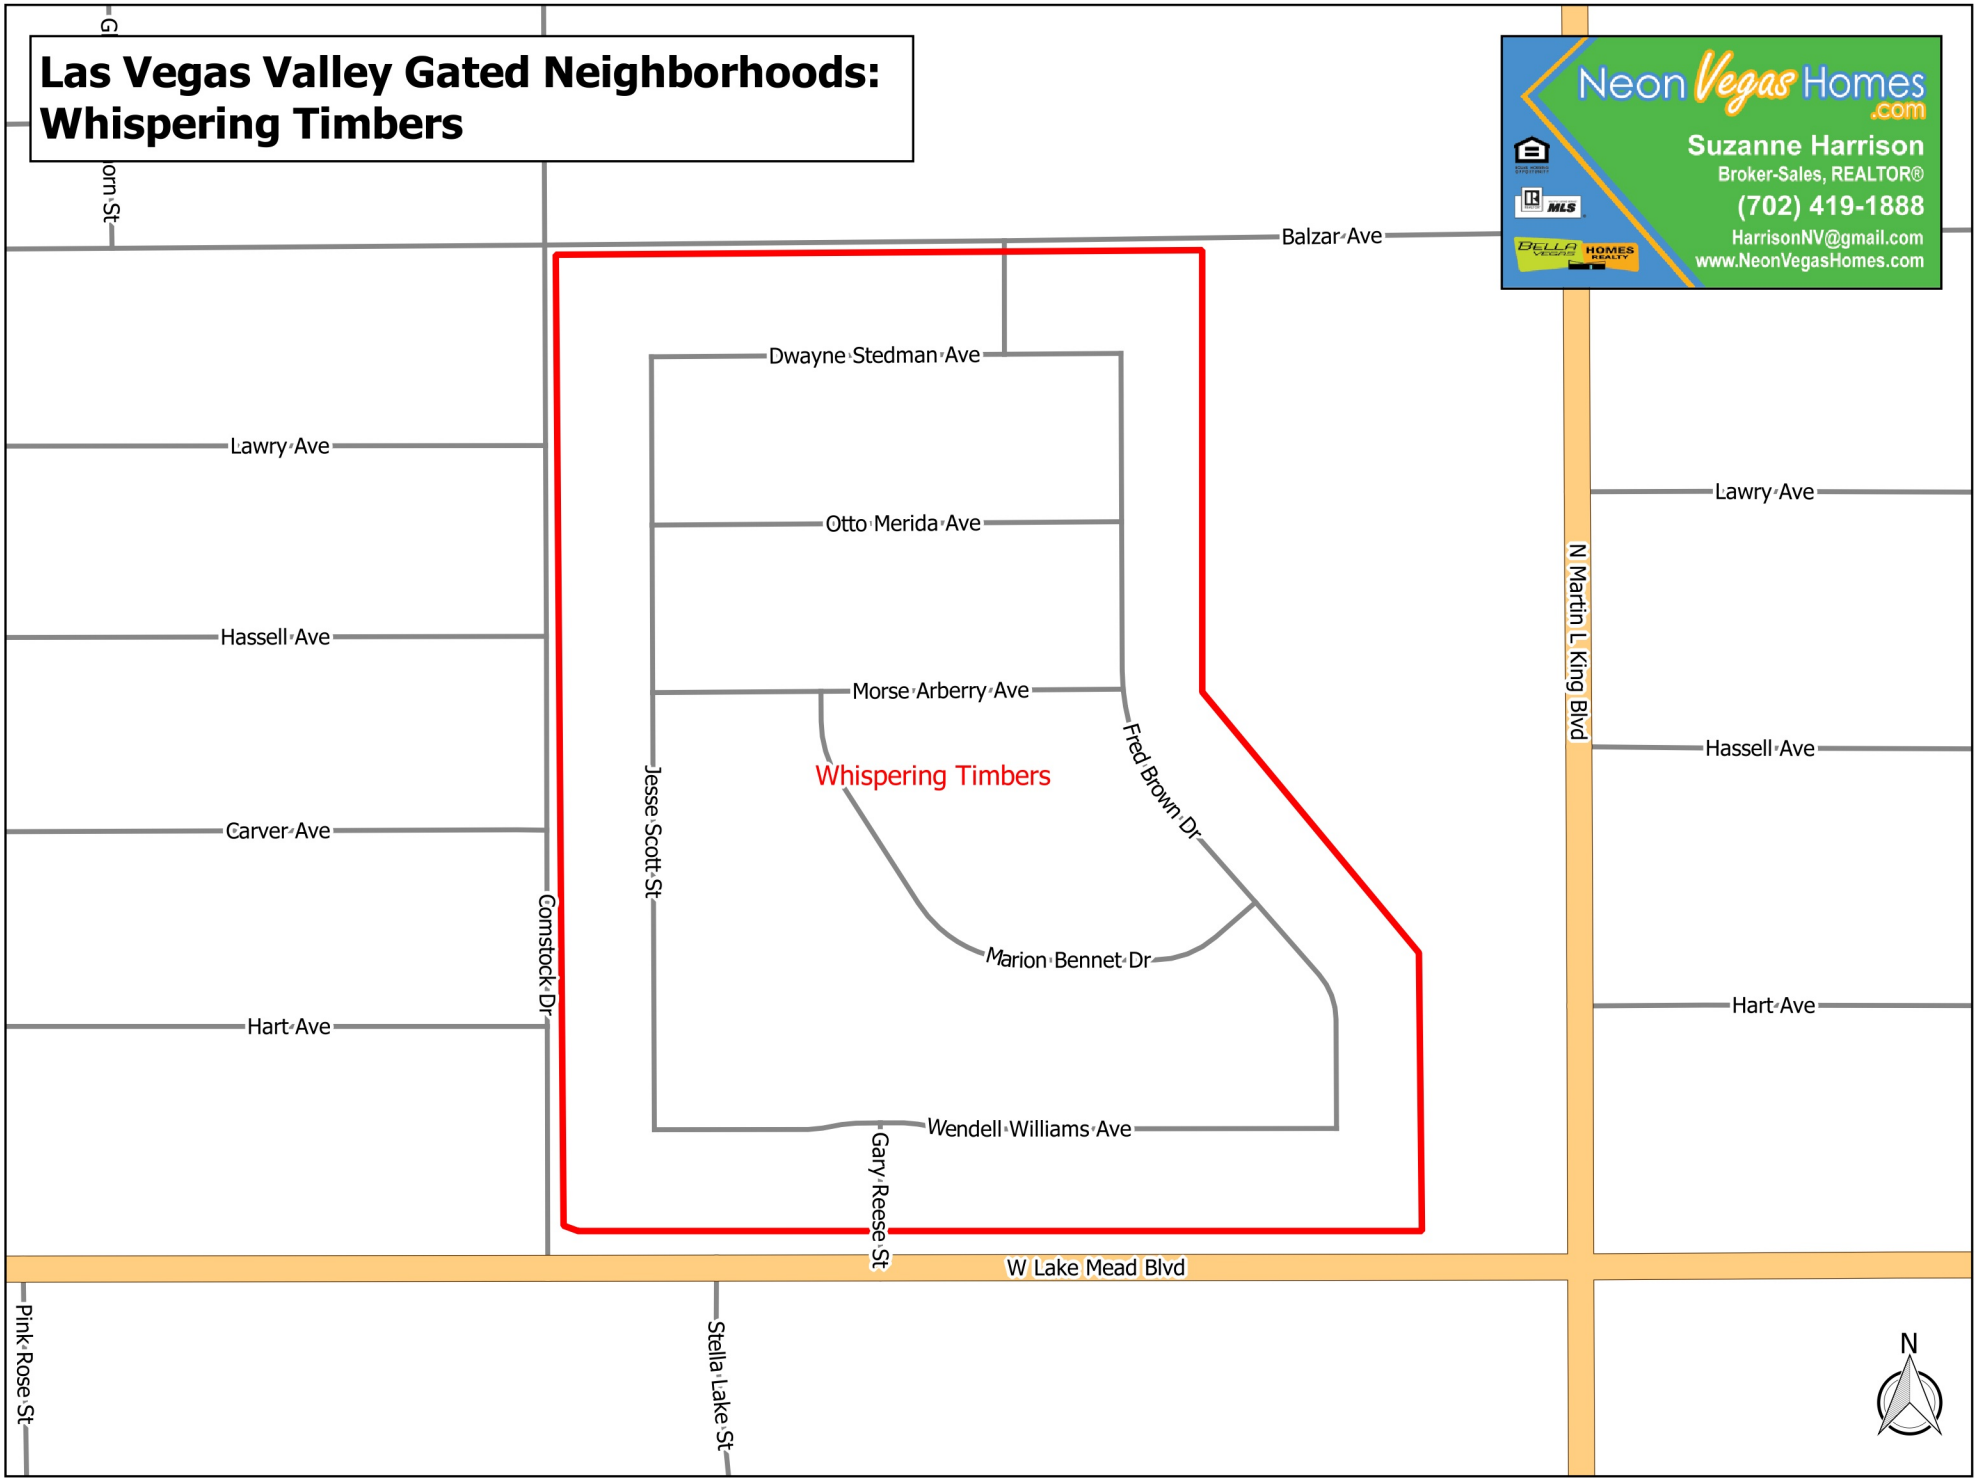 Las Vegas Valley Gated Neighborhoods:
Whispering Timbers
Neon Vegas Homes
.com
Suzanne Harrison
Broker-Sales, REALTOR®
(702) 419-1888
HarrisonNV@gmail.com
www.NeonVegasHomes.com
MLS
BELLA
VEGAS
HOMES
REALTY
Balzar Ave
Dwayne Stedman Ave
Lawry Ave
Lawry Ave
Otto Merida Ave
N Martin L King Blvd
Hassell Ave
Morse Arberry Ave
Fred Brown Dr
Hassell Ave
Whispering Timbers
Jesse Scott St
Carver Ave
Comstock Dr
Marion Bennet Dr
Hart Ave
Hart Ave
Wendell Williams Ave
Gary Reese St
W Lake Mead Blvd
Pink Rose St
Stella Lake St
N